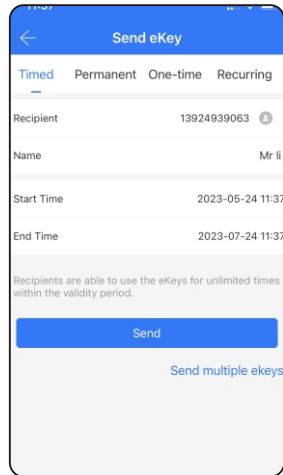 11:37
Send eKey
Timed Permanent One-time Recurring
Recipient 13924939063
Name Mr li
Start Time 2023-05-24 11:37
End Time 2023-07-24 11:37
Recipients are able to use the eKeys for unlimited times
within the validity period.
Send
Send multiple ekeys